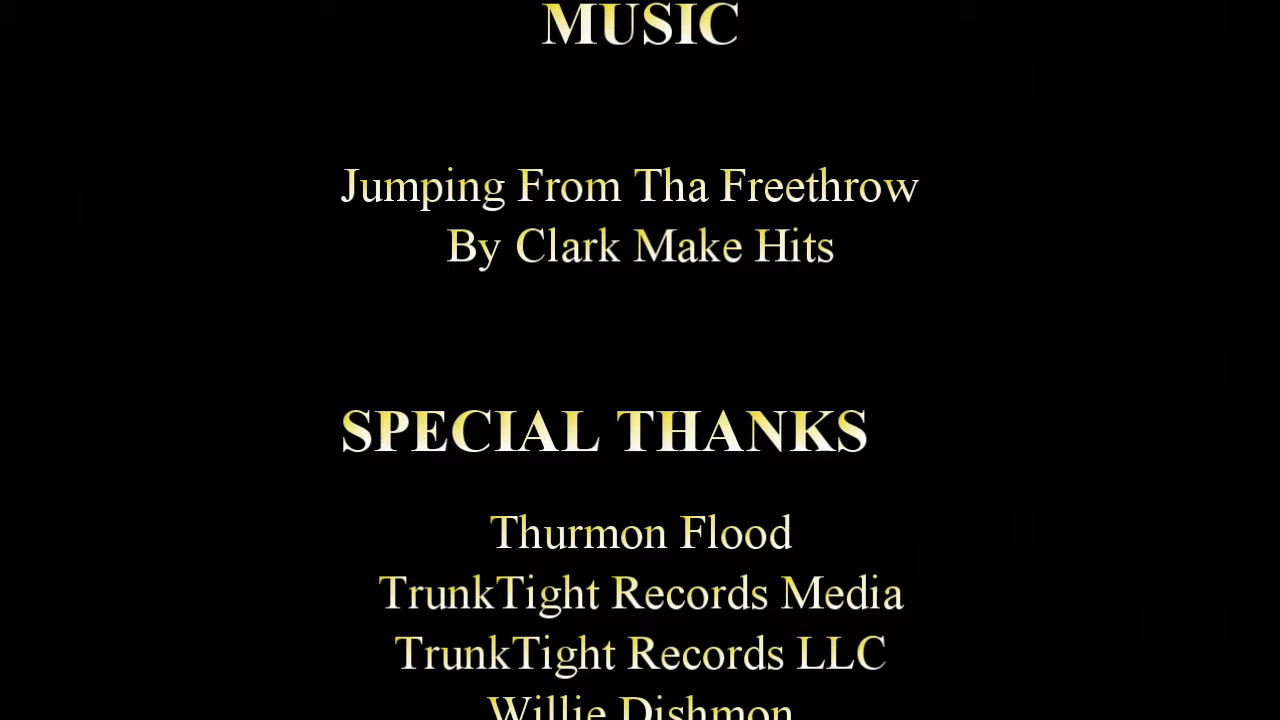 MUSIC
Jumping From Tha Freethrow
By Clark Make Hits
SPECIAL THANKS
Thurmon Flood
TrunkTight Records Media
TrunkTight Records LLC
Willie Dishmon